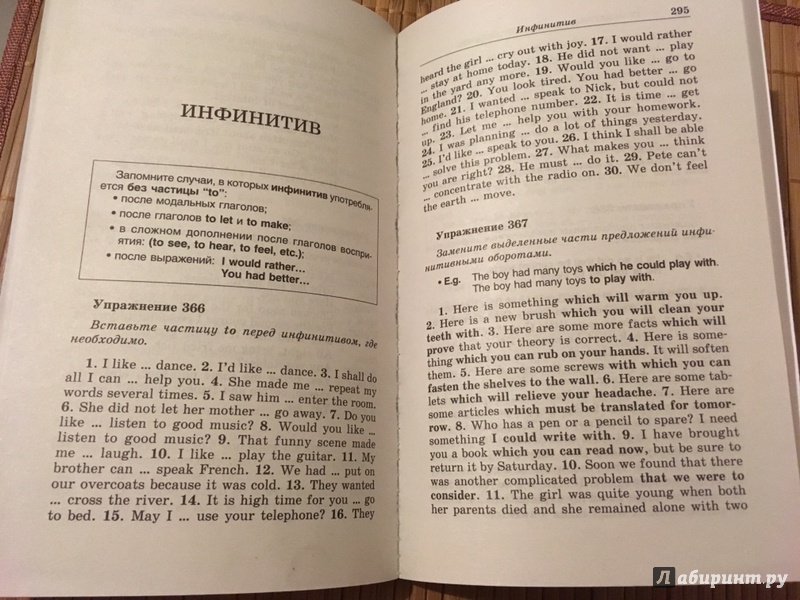 ИНФИНИТИВ
Запомните случаи, в которых инфинитив употребля-
ется без частицы "to":
• после модальных глаголов;
• после глаголов to let и to make;
• в сложном дополнении после глаголов воспри-
ятия: (to see, to hear, to feel, etc.);
• после выражений: I would rather...
You had better...
Упражнение 366
Вставьте частицу to перед инфинитивом, где
необходимо.
1. I like ... dance. 2. I'd like ... dance. 3. I shall do
all I can ... help you. 4. She made me ... repeat my
words several times. 5. I saw him ... enter the room.
6. She did not let her mother ... go away. 7. Do you
like ... listen to good music? 8. Would you like ...
listen to good music? 9. That funny scene made
me ... laugh. 10. I like ... play the guitar. 11. My
brother can ... speak French. 12. We had ... put on
our overcoats because it was cold. 13. They wanted
... cross the river. 14. It is high time for you ... go
to bed. 15. May I ... use your telephone? 16. They
Инфинитив
295
heard the girl ... cry out with joy. 17. I would rather
... stay at home today. 18. He did not want ... play
in the yard any more. 19. Would you like ... go to
England? 20. You look tired. You had better ... go
home. 21. I wanted ... speak to Nick, but could not
... find his telephone number. 22. It is time ... get
up. 23. Let me ... help you with your homework.
24. I was planning ... do a lot of things yesterday.
25. I'd like ... speak to you. 26. I think I shall be able
... solve this problem. 27. What makes you ... think
you are right? 28. He must ... do it. 29. Pete can't
... concentrate with the radio on. 30. We don't feel
the earth ... move.
Упражнение 367
Замените выделенные части предложений инфи-
нитивными оборотами.
• E.g. The boy had many toys which he could play with.
The boy had many toys to play with.
1. Here is something which will warm you up.
2. Here is a new brush which you will clean your
teeth with. 3. Here are some more facts which will
prove that your theory is correct. 4. Here is some-
thing which you can rub on your hands. It will soften
them. 5. Here are some screws with which you can
fasten the shelves to the wall. 6. Here are some tab-
lets which will relieve your headache. 7. Here are
some articles which must be translated for tomor-
row. 8. Who has a pen or a pencil to spare? I need
something I could write with. 9. I have brought
you a book which you can read now, but be sure to
return it by Saturday. 10. Soon we found that there
was another complicated problem that we were to
consider. 11. The girl was quite young when both
her parents died and she remained alone with two
Лабиринт.ру